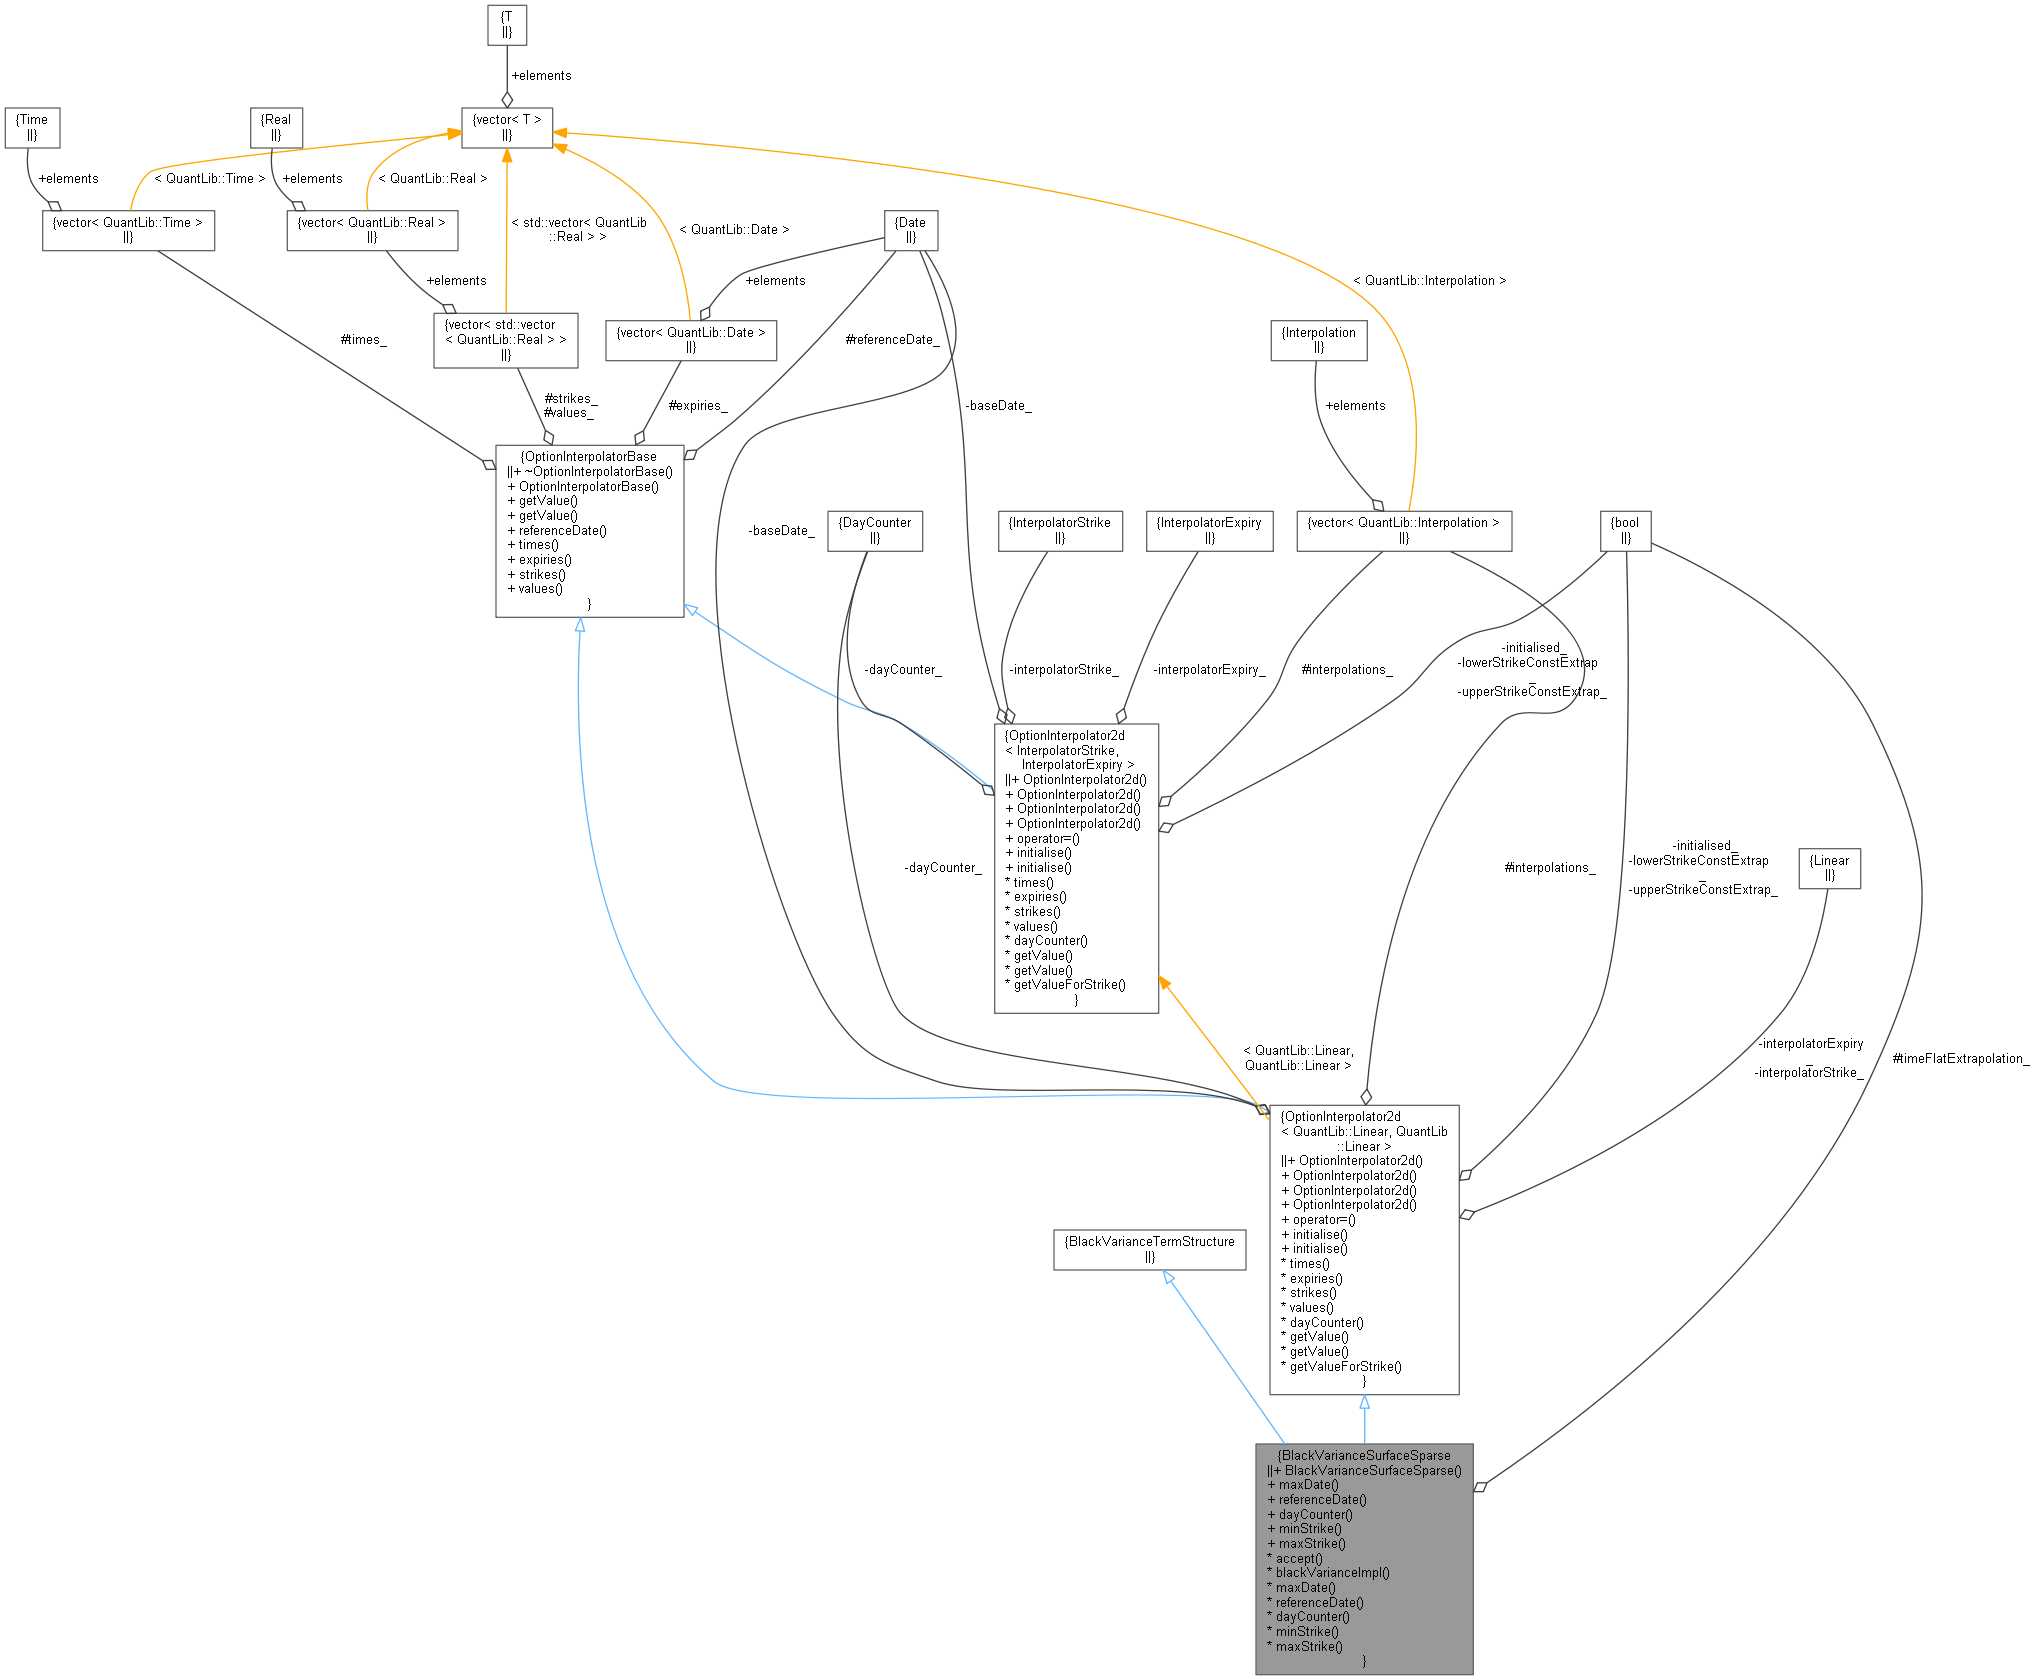 {T
||}
+elements
{Time
||}
{Real
||}
{vector< T >
||}
+elements
< QuantLib::Time >
+elements
< QuantLib::Real >
{vector< QuantLib::Time >
||}
{vector< QuantLib::Real >
||}
< std::vector< QuantLib
::Real > >
< QuantLib::Date >
{Date
||}
+elements
+elements
< QuantLib::Interpolation >
{vector< std::vector
< QuantLib::Real > >
||}
{vector< QuantLib::Date >
||}
{Interpolation
||}
#times_
#referenceDate_
#strikes_
#values_
#expiries_
-baseDate_
+elements
{OptionInterpolatorBase
||+ ~OptionInterpolatorBase()
+ OptionInterpolatorBase()
+ getValue()
+ getValue()
+ referenceDate()
+ times()
+ expiries()
+ strikes()
+ values()
}
-baseDate_
{DayCounter
||}
{InterpolatorStrike
||}
{InterpolatorExpiry
||}
{vector< QuantLib::Interpolation >
||}
{bool
||}
-dayCounter_
-interpolatorStrike_
-interpolatorExpiry_
#interpolations_
-initialised_
-lowerStrikeConstExtrap
_
-upperStrikeConstExtrap_
{OptionInterpolator2d
< InterpolatorStrike,
InterpolatorExpiry >
||+ OptionInterpolator2d()
+ OptionInterpolator2d()
+ OptionInterpolator2d()
+ OptionInterpolator2d()
+ operator=()
+ initialise()
+ initialise()
* times()
* expiries()
* strikes()
* values()
* dayCounter()
* getValue()
* getValue()
* getValueForStrike()
}
-dayCounter_
#interpolations_
-initialised_
-lowerStrikeConstExtrap
_
-upperStrikeConstExtrap_
{Linear
||}
< QuantLib::Linear,
QuantLib::Linear >
-interpolatorExpiry
_
-interpolatorStrike_
#timeFlatExtrapolation_
{OptionInterpolator2d
< QuantLib::Linear, QuantLib
::Linear >
||+ OptionInterpolator2d()
+ OptionInterpolator2d()
+ OptionInterpolator2d()
+ OptionInterpolator2d()
+ operator=()
+ initialise()
+ initialise()
* times()
* expiries()
* strikes()
* values()
* dayCounter()
* getValue()
* getValue()
* getValueForStrike()
}
{BlackVarianceTermStructure
||}
{BlackVarianceSurfaceSparse
||+ BlackVarianceSurfaceSparse()
+ maxDate()
+ referenceDate()
+ dayCounter()
+ minStrike()
+ maxStrike()
* accept()
* blackVarianceImpl()
* maxDate()
* referenceDate()
* dayCounter()
* minStrike()
* maxStrike()
}